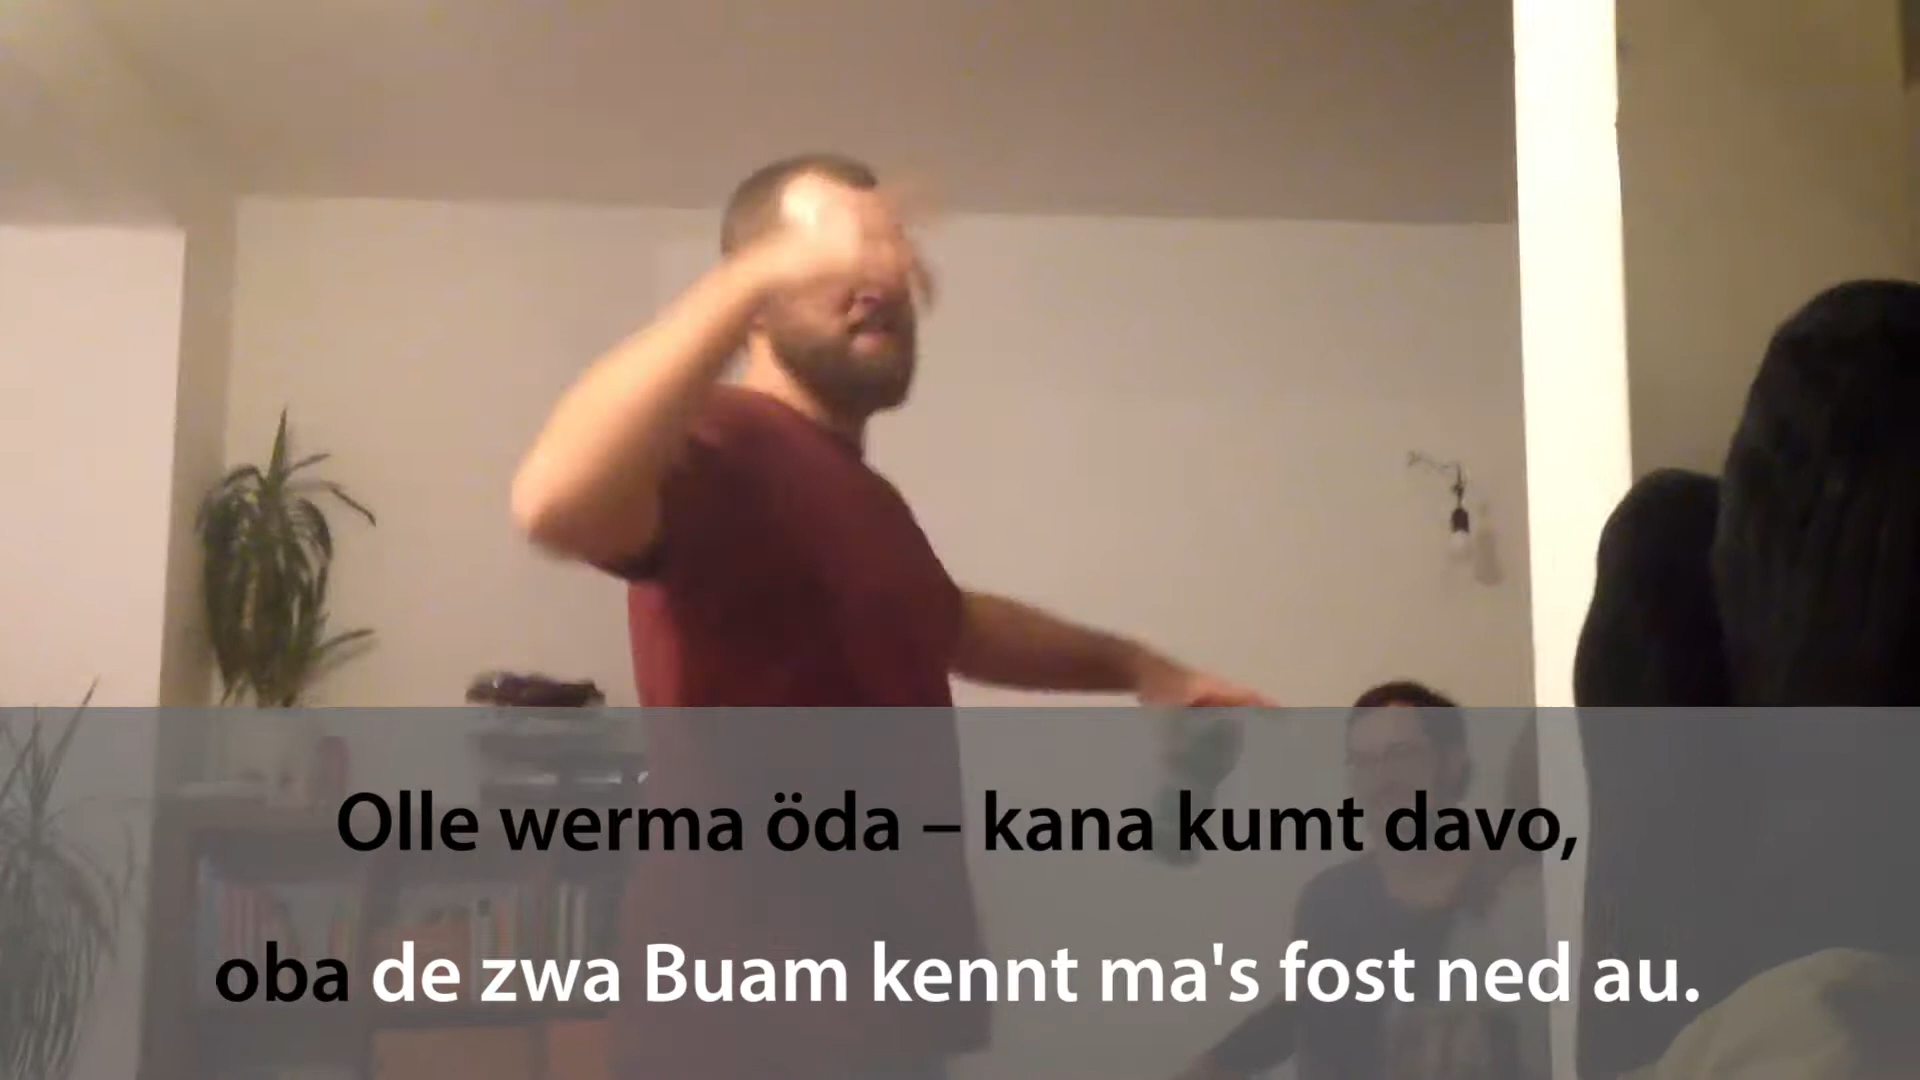 Olle werma öda – kana kumt davo,
oba de zwa Buam kennt ma's fost ned au.